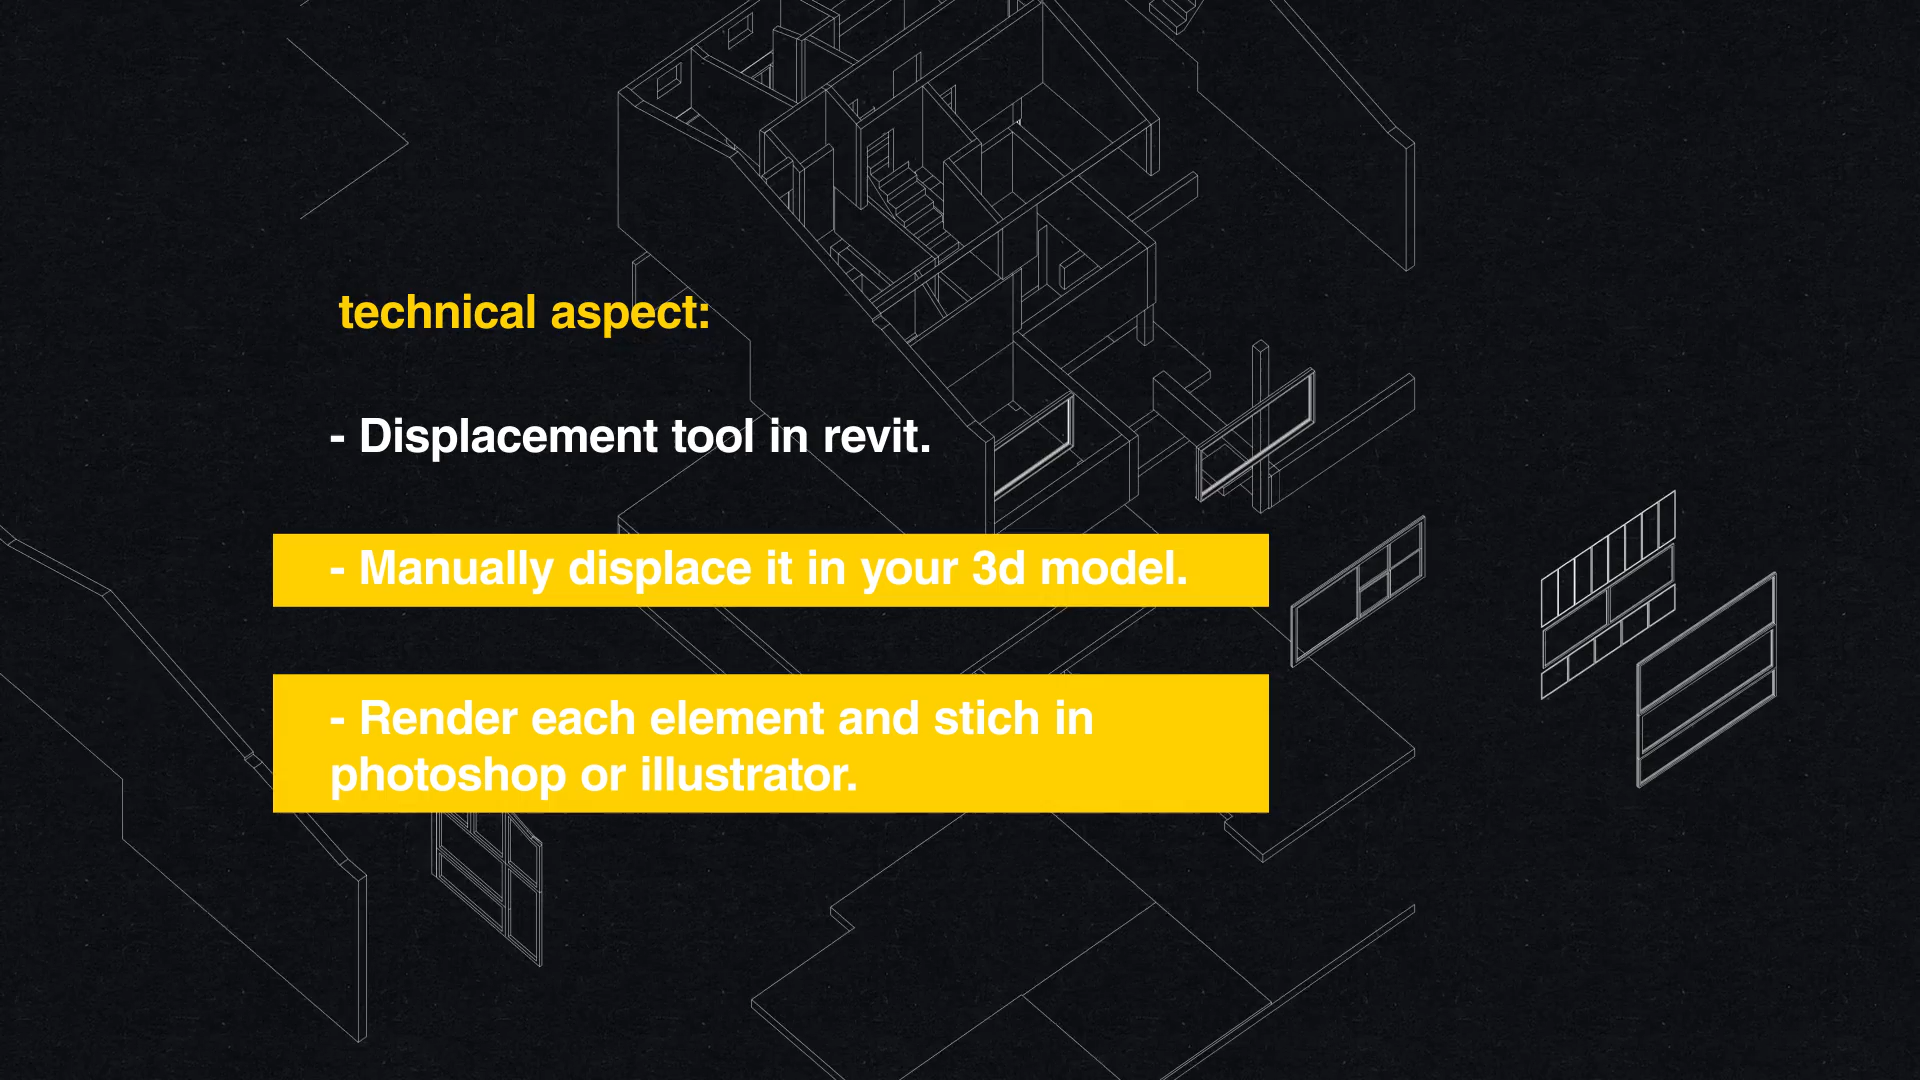 technical aspect:
- Displacement tool in revit.
- Manually displace it in your 3d model.
- Render each element and stich in
photoshop or illustrator.